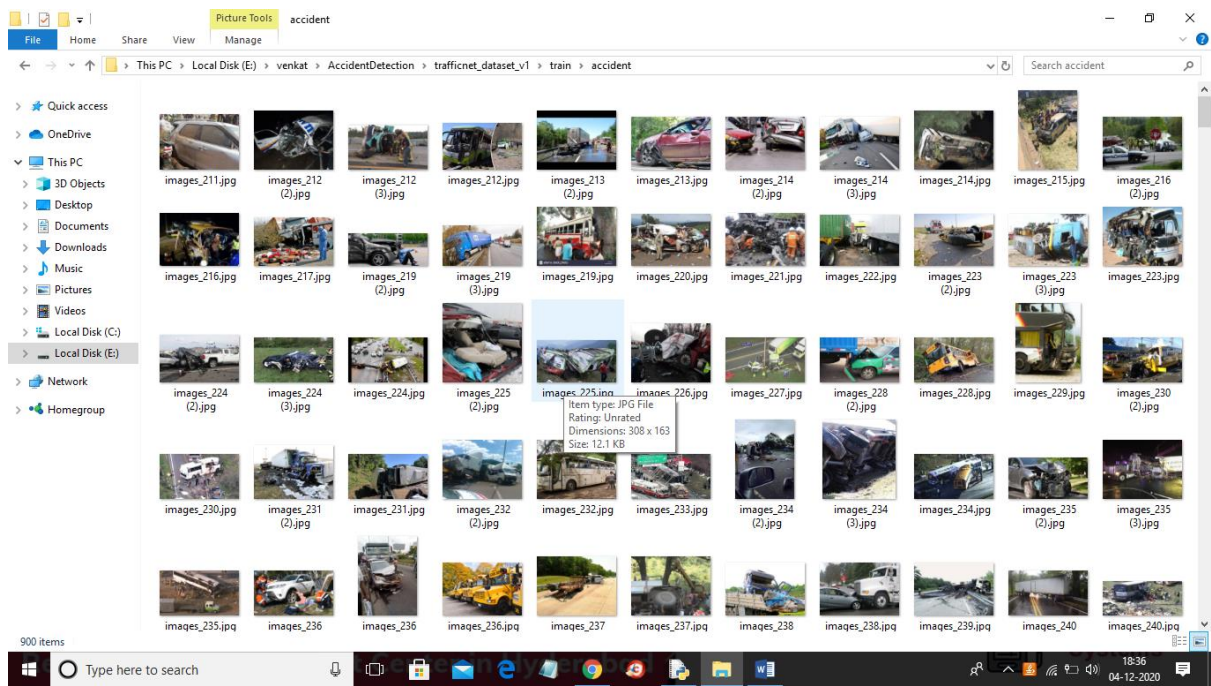 Picture Tools accident
File Home Share View Manage
This PC > Local Disk (E:) > venkat > AccidentDetection > trafficnet_dataset_v1 > train > accident
Search accident
Quick access
OneDrive
This PC
3D Objects
Desktop
Documents
Downloads
Music
Pictures
Videos
Local Disk (C:)
Local Disk (E:)
Network
Homegroup
images_211.jpg images_212 (2).jpg images_212 (3).jpg images_212.jpg images_213 (2).jpg images_213.jpg images_214 (2).jpg images_214 (3).jpg images_214.jpg images_215.jpg images_216 (2).jpg
images_216.jpg images_217.jpg images_219 (2).jpg images_219 (3).jpg images_219.jpg images_220.jpg images_221.jpg images_222.jpg images_223 (2).jpg images_223 (3).jpg images_223.jpg
images_224 (2).jpg images_224 (3).jpg images_224.jpg images_225 (2).jpg images_225.jpg images_226.jpg images_227.jpg images_228 (2).jpg images_228.jpg images_229.jpg images_230 (2).jpg
Item type: JPG File
Rating: Unrated
Dimensions: 308 x 163
Size: 12.1 KB
images_230.jpg images_231 (2).jpg images_231.jpg images_232 (2).jpg images_232.jpg images_233.jpg images_234 (2).jpg images_234 (3).jpg images_234.jpg images_235 (2).jpg images_235 (3).jpg
images_235.jpg images_236 images_236 images_236.jpg images_237 images_237.jpg images_238 images_238.jpg images_239.jpg images_240 images_240.jpg
900 items
Type here to search
18:36
04-12-2020